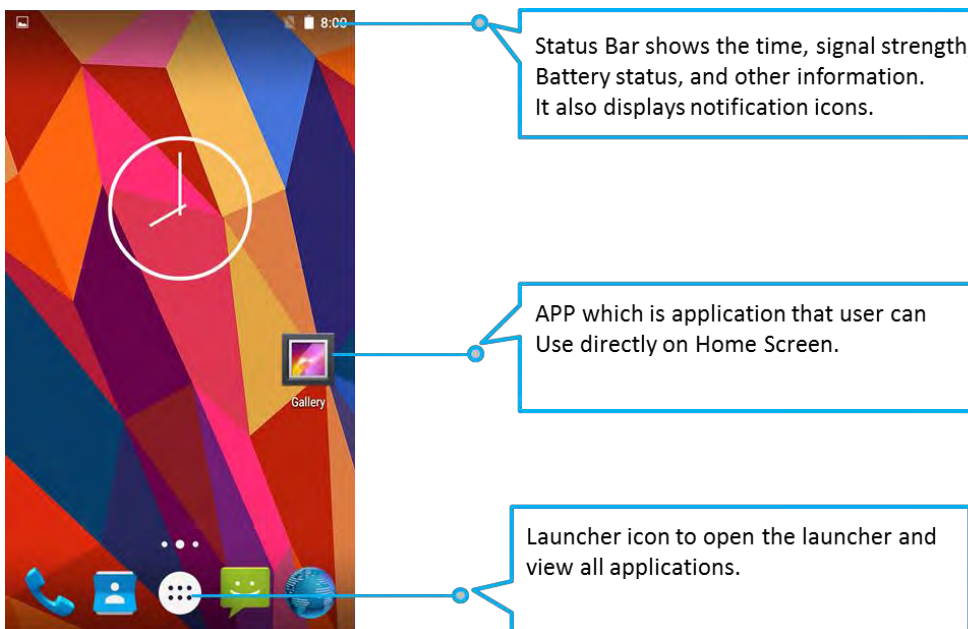 8:00
Status Bar shows the time, signal strength,
Battery status, and other information.
It also displays notification icons.
APP which is application that user can
Use directly on Home Screen.
Gallery
Launcher icon to open the launcher and
view all applications.